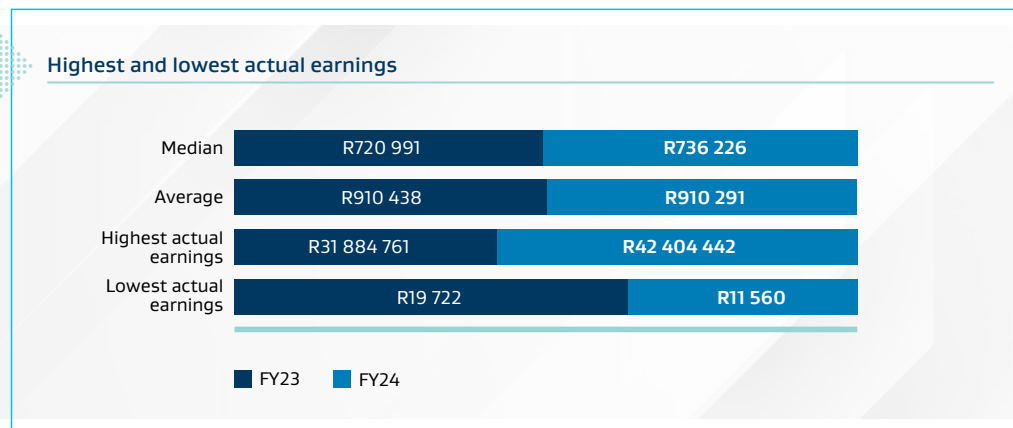 Highest and lowest actual earnings
Median R720 991 R736 226
Average R910 438 R910 291
Highest actual
earnings
R31 884 761 R42 404 442
Lowest actual
earnings
R19 722 R11 560
FY23 FY24